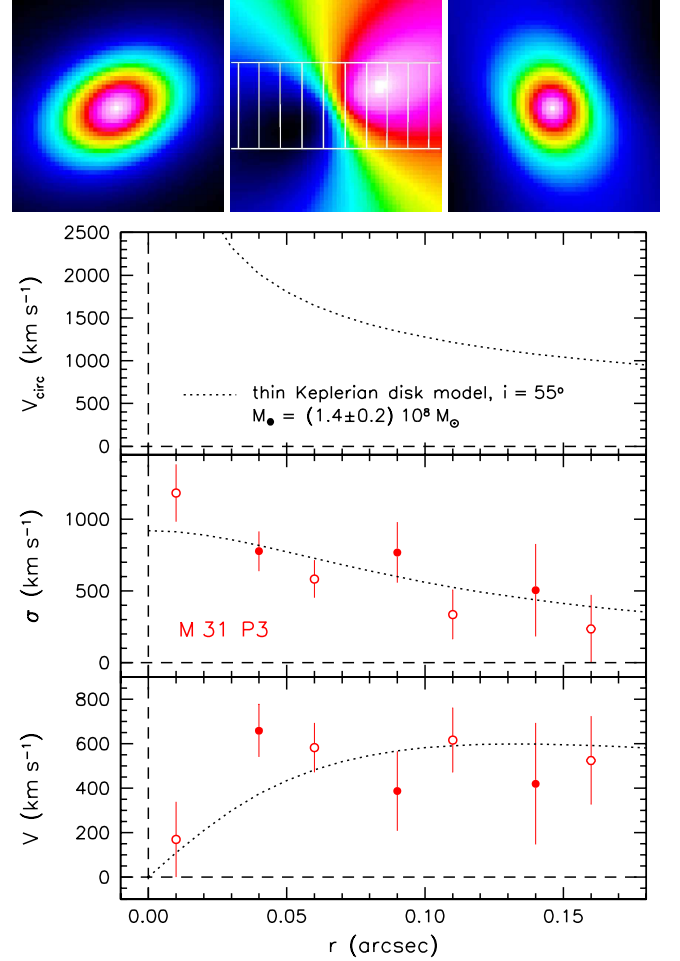 2500
2000
1500
1000
500
0
V_circ (km s⁻¹)
thin Keplerian disk model, i = 55°
M_● = (1.4±0.2) 10⁸ M_⊙
1000
500
0
σ (km s⁻¹)
M 31 P3
800
600
400
200
0
V (km s⁻¹)
0.00 0.05 0.10 0.15
r (arcsec)